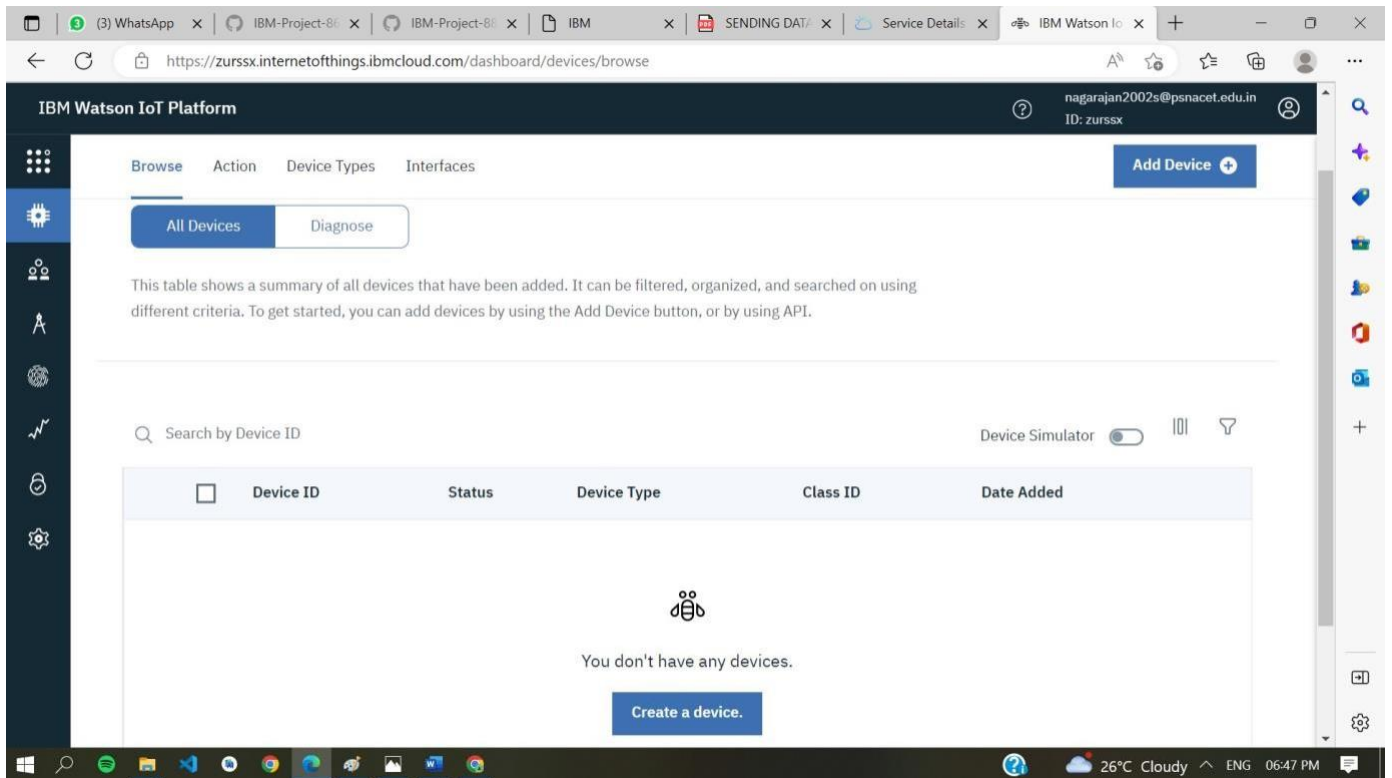 (3) WhatsApp
IBM-Project-86
IBM-Project-88
IBM
SENDING DATA
Service Details
IBM Watson Io
https://zurssx.internetofthings.ibmcloud.com/dashboard/devices/browse
IBM Watson IoT Platform
nagarajan2002s@psnacet.edu.in
ID: zurssx
Browse Action Device Types Interfaces
Add Device
All Devices Diagnose
This table shows a summary of all devices that have been added. It can be filtered, organized, and searched on using
different criteria. To get started, you can add devices by using the Add Device button, or by using API.
Search by Device ID
Device Simulator
Device ID Status Device Type Class ID Date Added
You don't have any devices.
Create a device.
26°C Cloudy ENG 06:47 PM